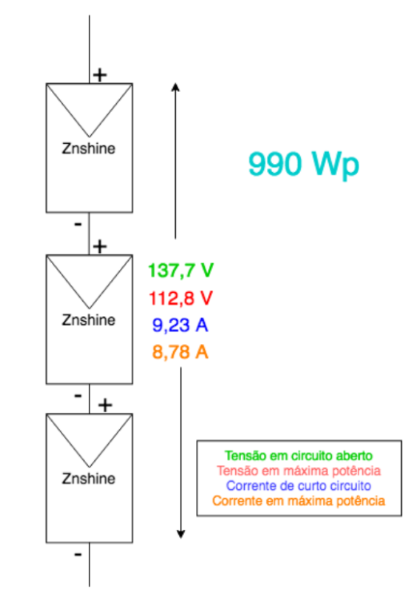 +
Znshine
990 Wp
-
+
137,7 V
112,8 V
Znshine
9,23 A
8,78 A
-
+
Tensão em circuito aberto
Tensão em máxima potência
Znshine
Corrente de curto circuito
Corrente em máxima potência
-